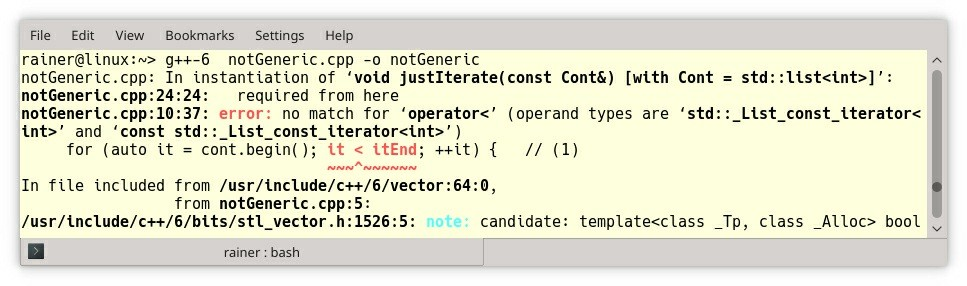 File Edit View Bookmarks Settings Help
rainer@linux:~> g++-6  notGeneric.cpp -o notGeneric
notGeneric.cpp: In instantiation of ‘void justIterate(const Cont&) [with Cont = std::list<int>]’:
notGeneric.cpp:24:24:   required from here
notGeneric.cpp:10:37: error: no match for ‘operator<’ (operand types are ‘std::_List_const_iterator<
int>’ and ‘const std::_List_const_iterator<int>’)
     for (auto it = cont.begin(); it < itEnd; ++it) {   // (1)
                                  ~~~^~~~~~~
In file included from /usr/include/c++/6/vector:64:0,
                 from notGeneric.cpp:5:
/usr/include/c++/6/bits/stl_vector.h:1526:5: note: candidate: template<class _Tp, class _Alloc> bool
rainer : bash